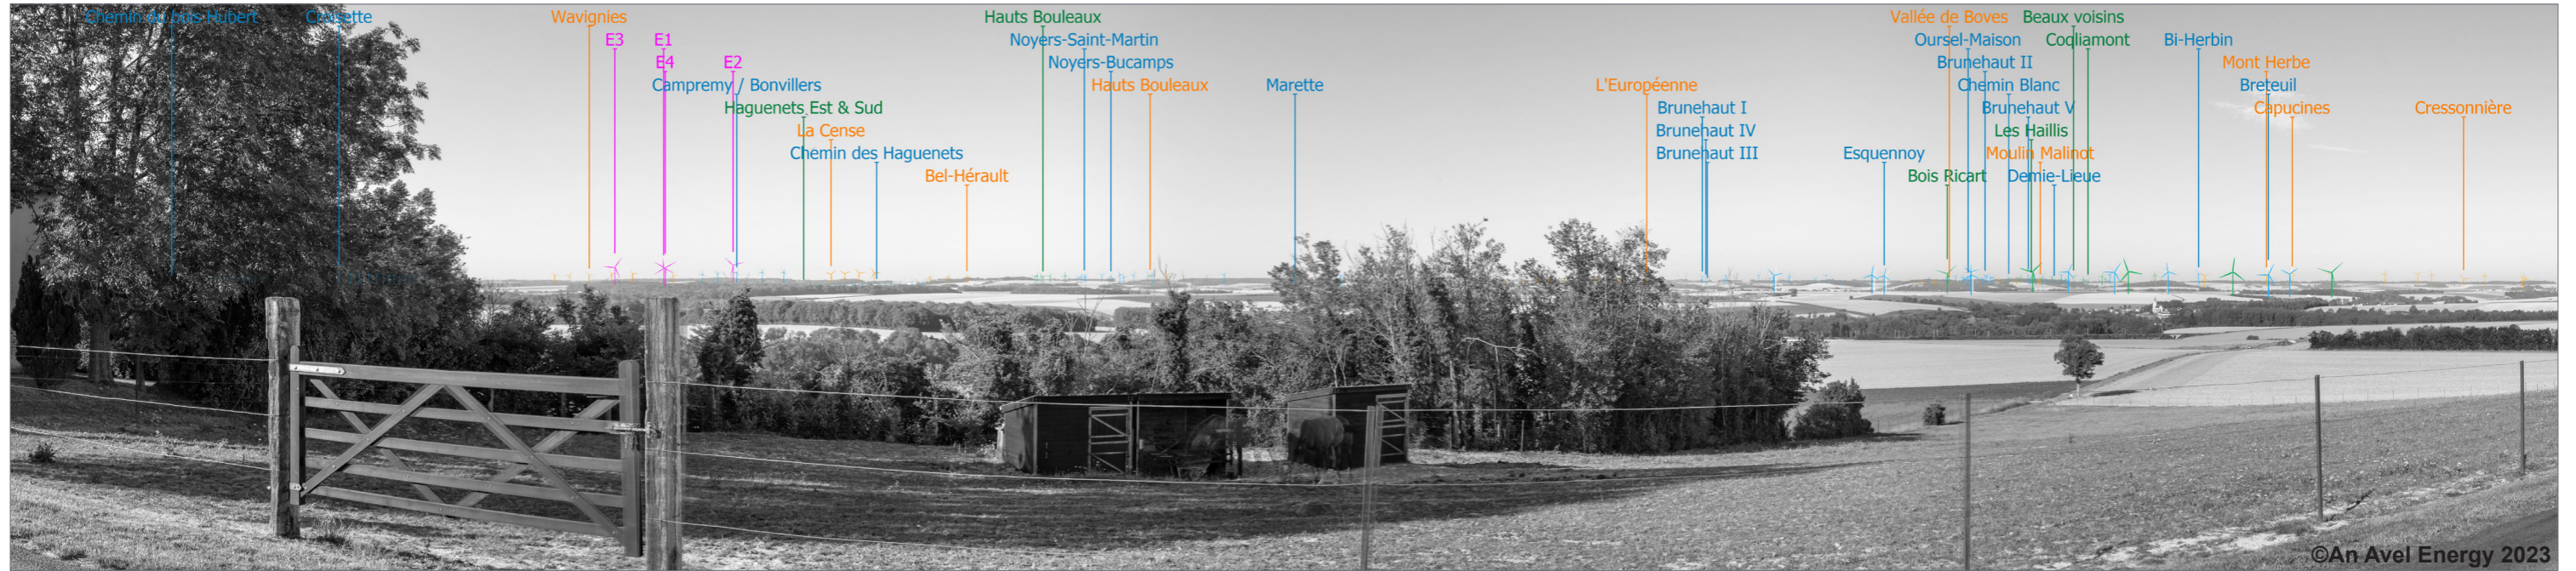 Chemin du bois Hubert
Croisette
Wavignies
Hauts Bouleaux
Vallée de Boves
Beaux voisins
E3
E1
Noyers-Saint-Martin
Oursel-Maison
Coqliamont
Bi-Herbin
E4
E2
Noyers-Bucamps
Brunehaut II
Mont Herbe
Campremy / Bonvillers
Hauts Bouleaux
Marette
L'Européenne
Chemin Blanc
Breteuil
Haguenets Est & Sud
Brunehaut I
Brunehaut V
Capucines
Cressonnière
La Cense
Brunehaut IV
Les Haillis
Chemin des Haguenets
Brunehaut III
Esquennoy
Moulin Malinot
Bel-Hérault
Bois Ricart
Demie-Lieue
©An Avel Energy 2023